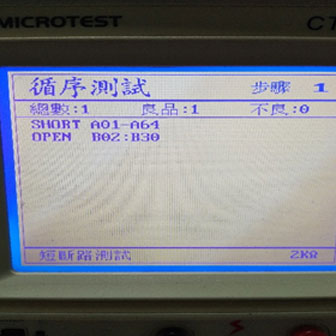 MICROTEST CT
循序測試 步驟 1
總數:1 良品:1 不良:0
SHORT A01-A64
OPEN B02:B30
短斷路測試 2KΩ